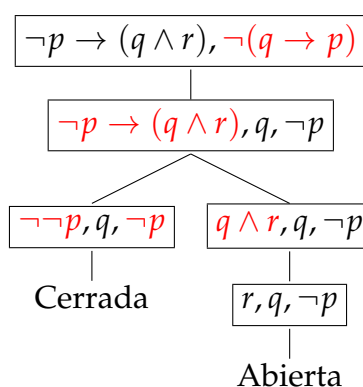 ¬p → (q ∧ r), ¬(q → p)
¬p → (q ∧ r), q, ¬p
¬¬p, q, ¬p
q ∧ r, q, ¬p
Cerrada
r, q, ¬p
Abierta